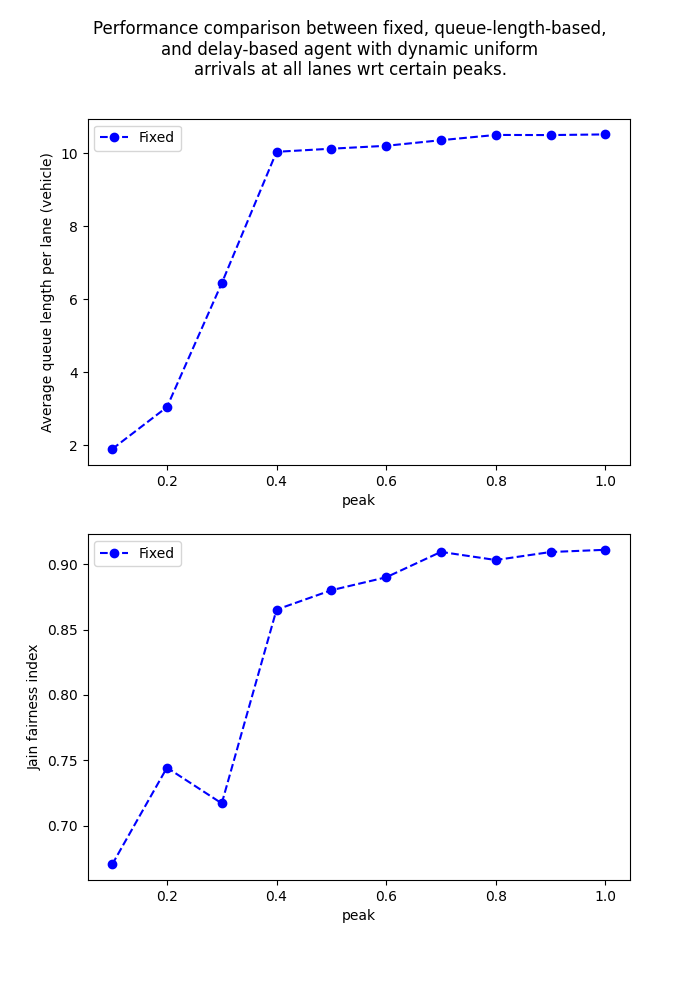 Performance comparison between fixed, queue-length-based,
and delay-based agent with dynamic uniform
arrivals at all lanes wrt certain peaks.
Fixed
Average queue length per lane (vehicle)
10
8
6
4
2
0.2 0.4 0.6 0.8 1.0
peak
Fixed
Jain fairness index
0.90
0.85
0.80
0.75
0.70
0.2 0.4 0.6 0.8 1.0
peak